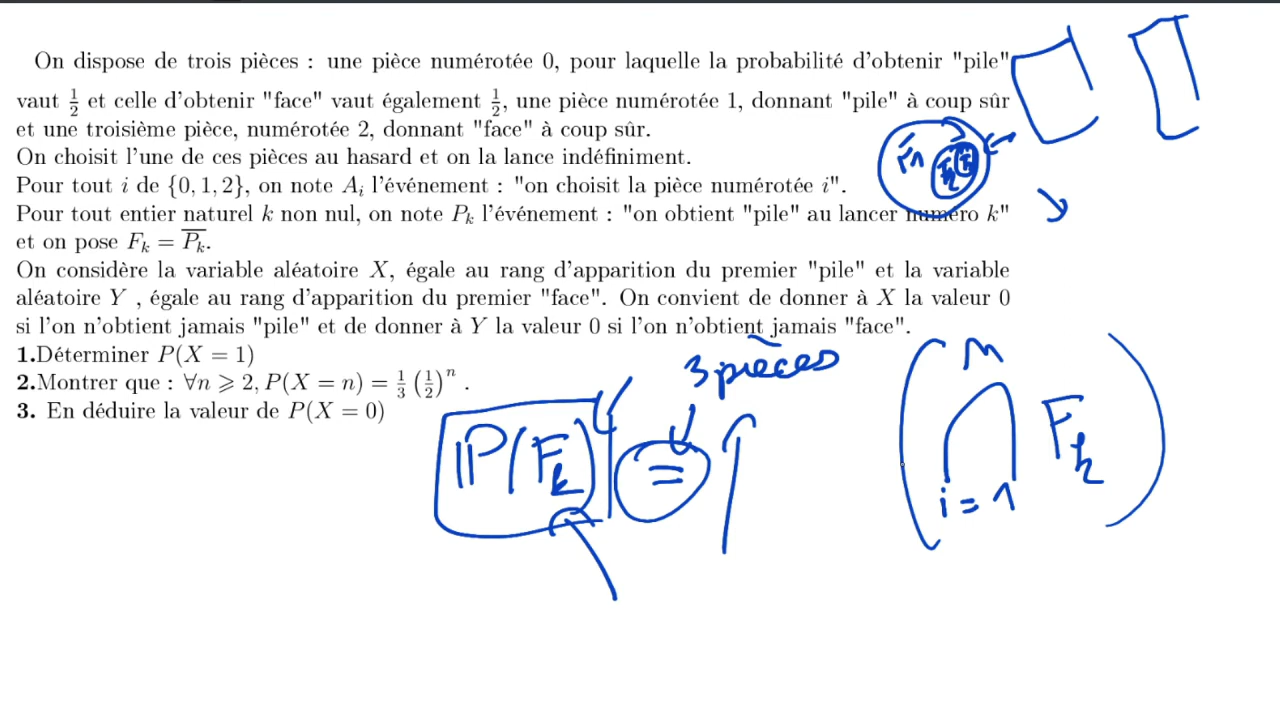 On dispose de trois pièces : une pièce numérotée 0, pour laquelle la probabilité d'obtenir "pile"
vaut 1/2 et celle d'obtenir "face" vaut également 1/2, une pièce numérotée 1, donnant "pile" à coup sûr
et une troisième pièce, numérotée 2, donnant "face" à coup sûr.
On choisit l'une de ces pièces au hasard et on la lance indéfiniment.
Pour tout i de {0, 1, 2}, on note A_i l'événement : "on choisit la pièce numérotée i".
Pour tout entier naturel k non nul, on note P_k l'événement : "on obtient "pile" au lancer numéro k"
et on pose F_k = \overline{P_k}.
On considère la variable aléatoire X, égale au rang d'apparition du premier "pile" et la variable
aléatoire Y , égale au rang d'apparition du premier "face". On convient de donner à X la valeur 0
si l'on n'obtient jamais "pile" et de donner à Y la valeur 0 si l'on n'obtient jamais "face".
1.Déterminer P(X = 1)
2.Montrer que : ∀n ⩾ 2, P(X = n) = 1/3 (1/2)^n .
3. En déduire la valeur de P(X = 0)
3 pièces
ℙ(F_k) =
(⋂_{i=1}^{n} F_k)